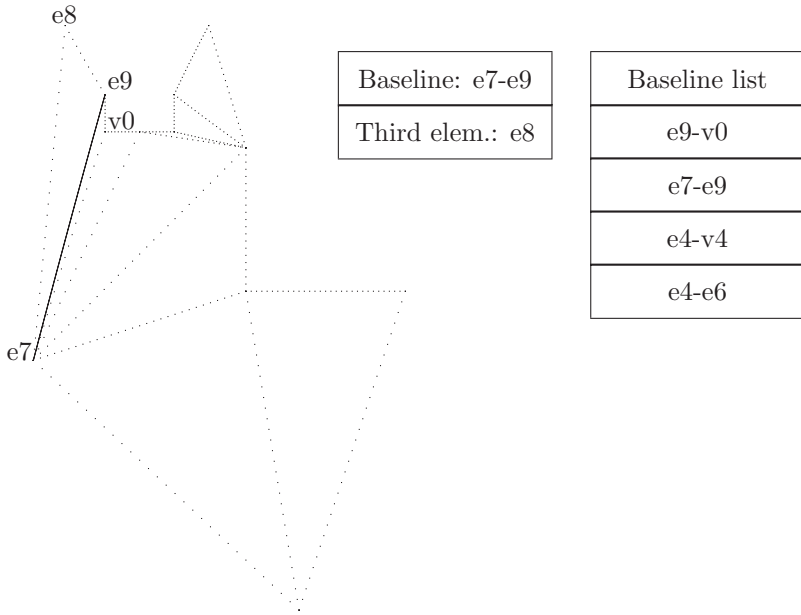 e8
e9
v0
e7
Baseline: e7-e9
Third elem.: e8
Baseline list
e9-v0
e7-e9
e4-v4
e4-e6